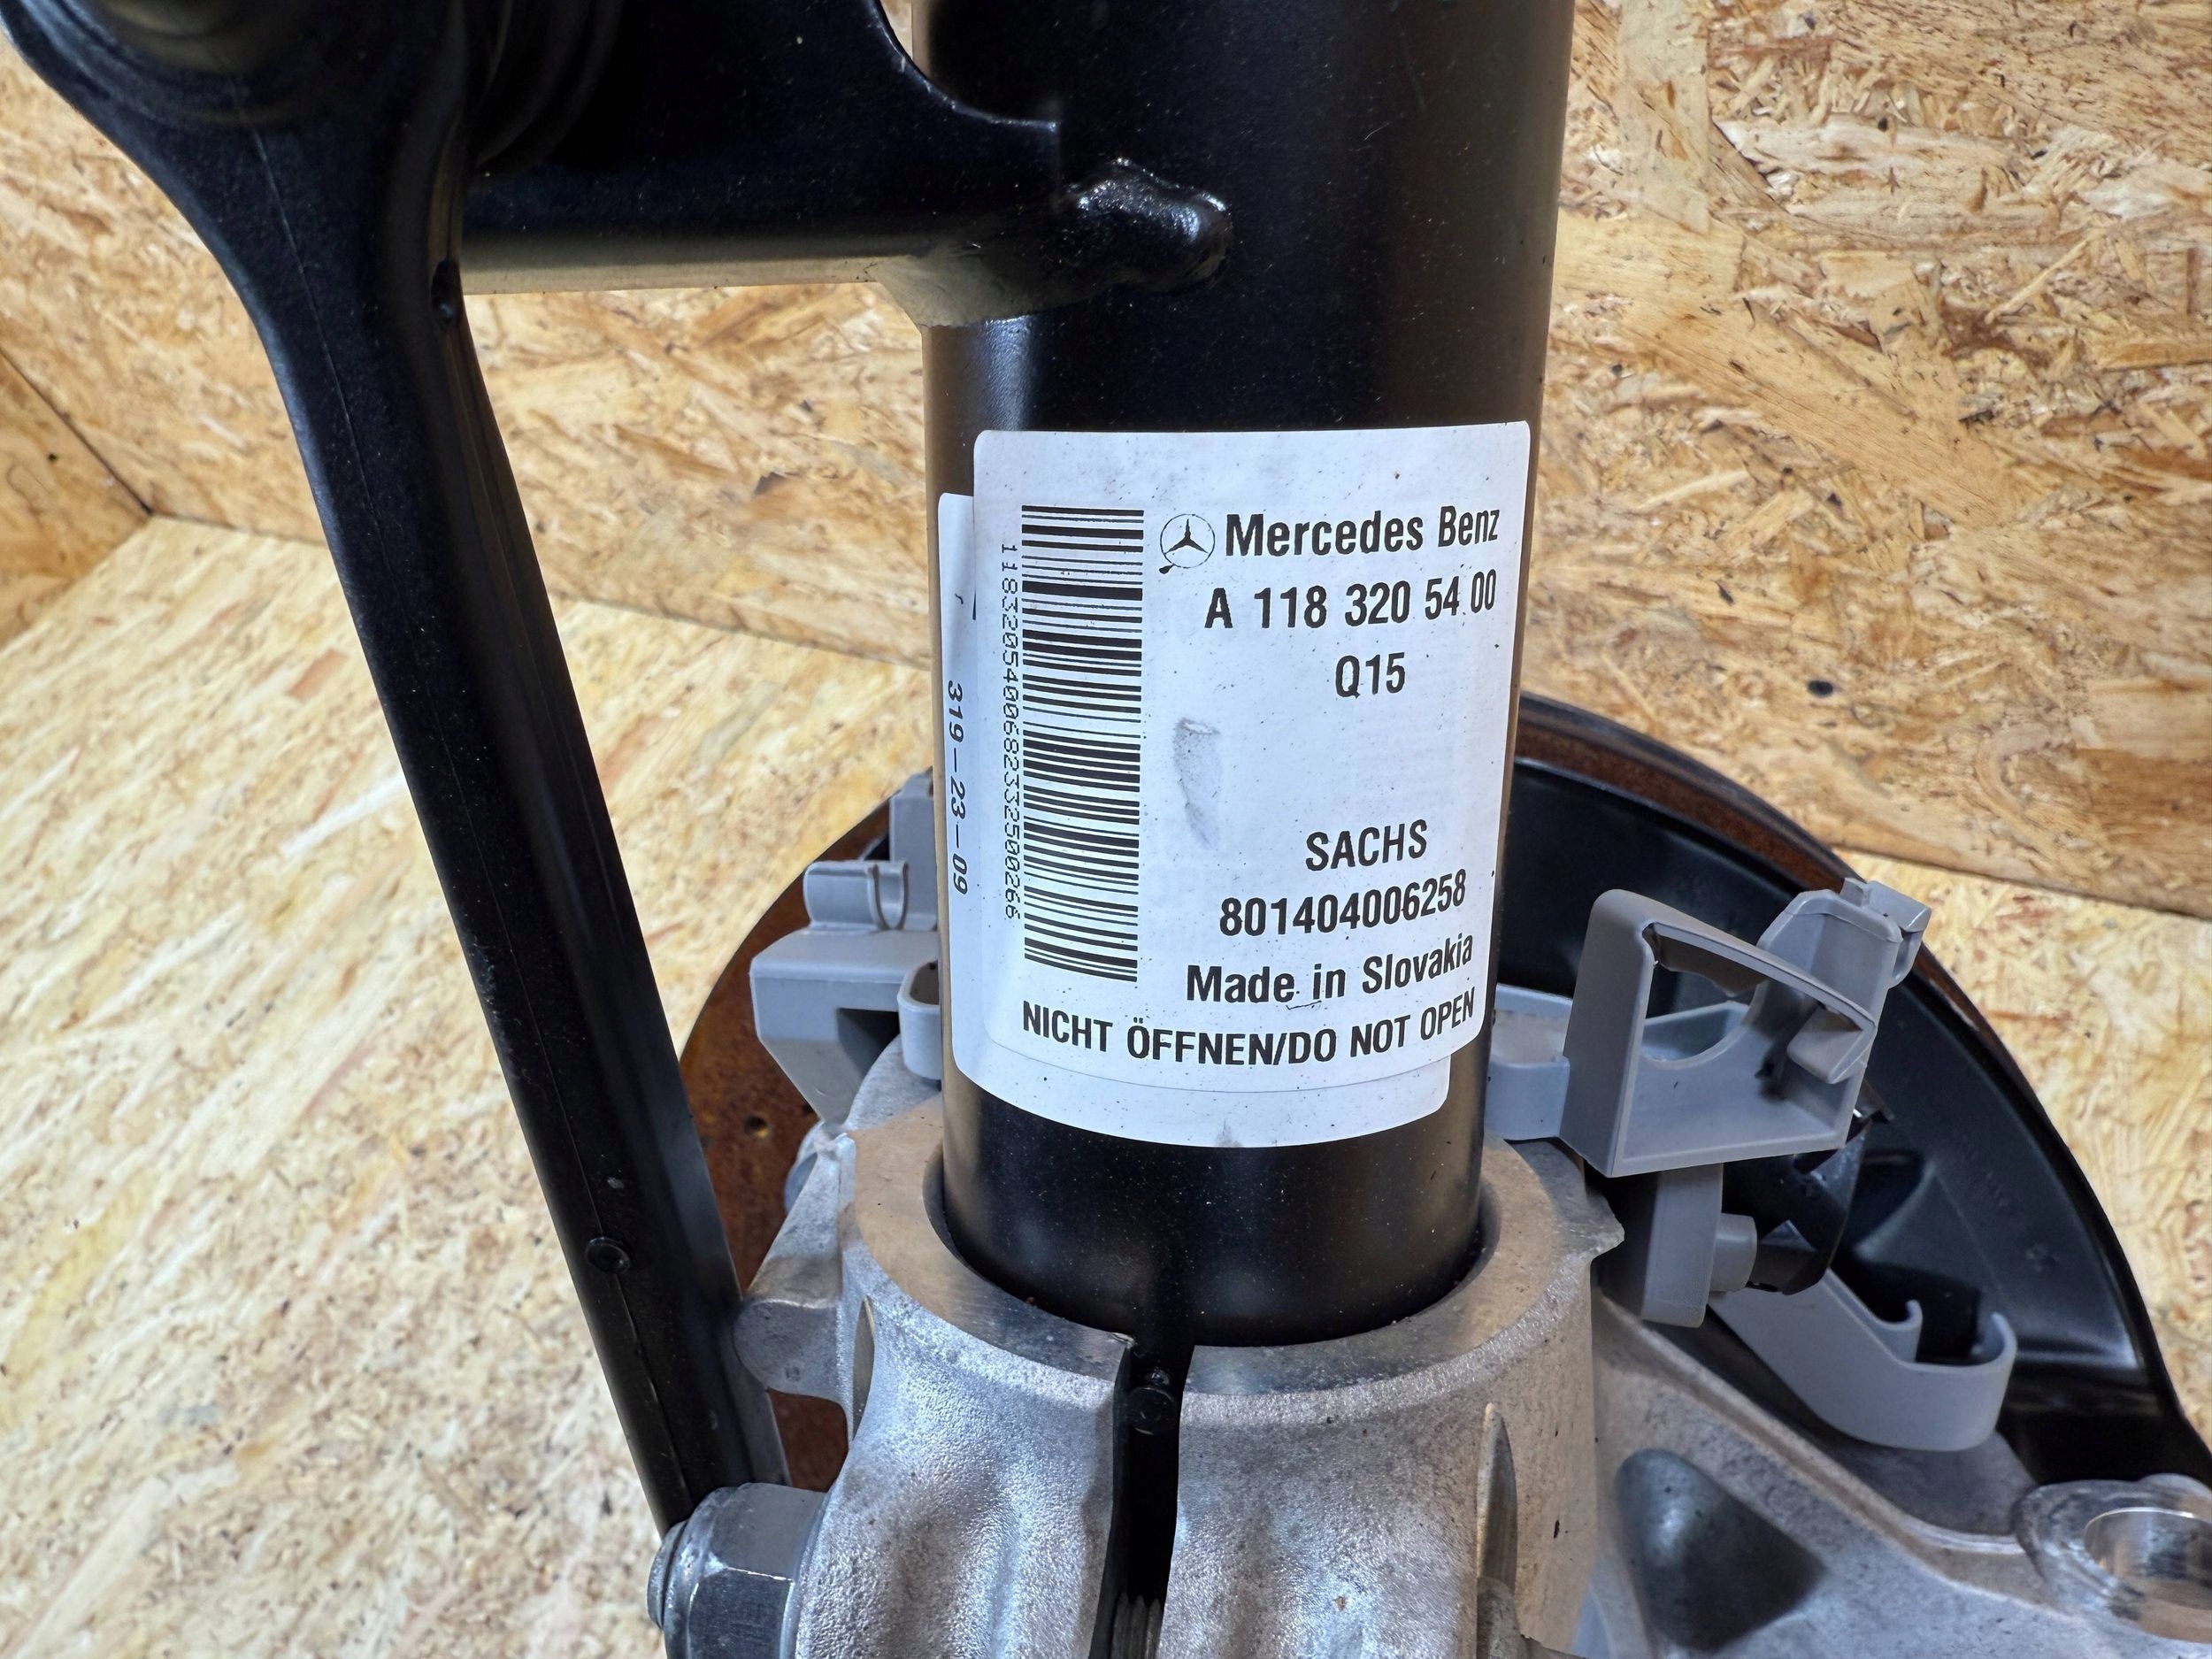 Mercedes Benz
A 118 320 54 00
Q15
SACHS
801404006258
Made in Slovakia
NICHT ÖFFNEN/DO NOT OPEN
319-23-09